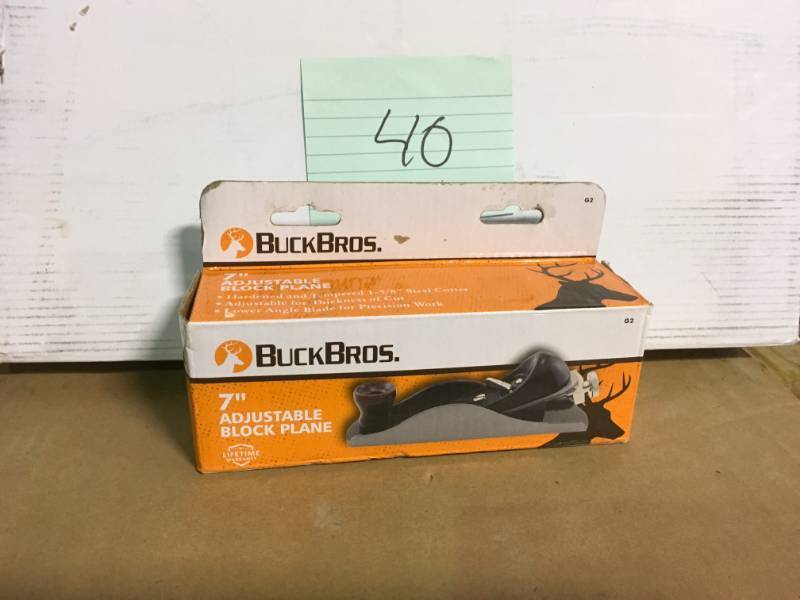 40
G2
BUCKBROS.
7"
ADJUSTABLE
BLOCK PLANE
• Hardened and Tempered 1-5/8" Steel Cutter
• Adjustable for Thickness of Cut
• Lower Angle Blade for Precision Work
G2
BUCKBROS.
7"
ADJUSTABLE
BLOCK PLANE
LIFETIME
WARRANTY